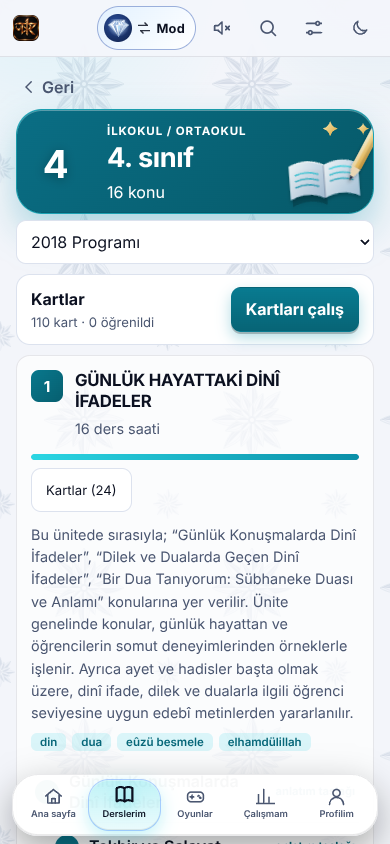 Mod
Geri
4
İLKOKUL / ORTAOKUL
4. sınıf
16 konu
2018 Programı
Kartlar
110 kart · 0 öğrenildi
Kartları çalış
1
GÜNLÜK HAYATTAKİ DİNÎ
İFADELER
16 ders saati
Kartlar (24)
Bu ünitede sırasıyla; “Günlük Konuşmalarda Dinî
İfadeler”, “Dilek ve Dualarda Geçen Dinî
İfadeler”, “Bir Dua Tanıyorum: Sübhaneke Duası
ve Anlamı” konularına yer verilir. Ünite
genelinde konular, günlük hayattan ve
öğrencilerin somut deneyimlerinden örneklerle
işlenir. Ayrıca ayet ve hadisler başta olmak
üzere, dinî ifade, dilek ve dualarla ilgili öğrenci
seviyesine uygun edebî metinlerden yararlanılır.
din
dua
eûzü besmele
elhamdülillah
Günlük Konuşmalarda
Ana sayfa
Derslerim
Oyunlar
Çalışmam
Profilim